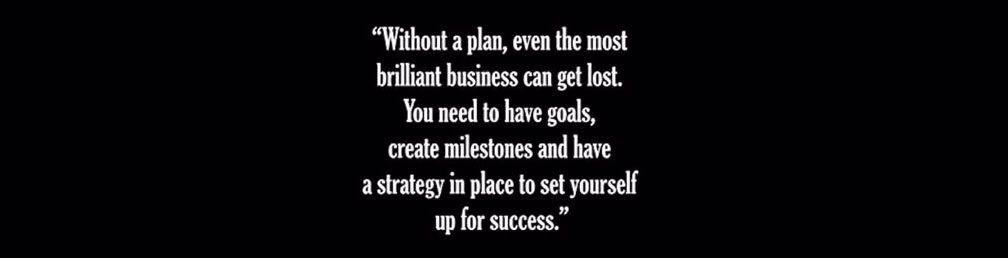 “Without a plan, even the most
brilliant business can get lost.
You need to have goals,
create milestones and have
a strategy in place to set yourself
up for success.”